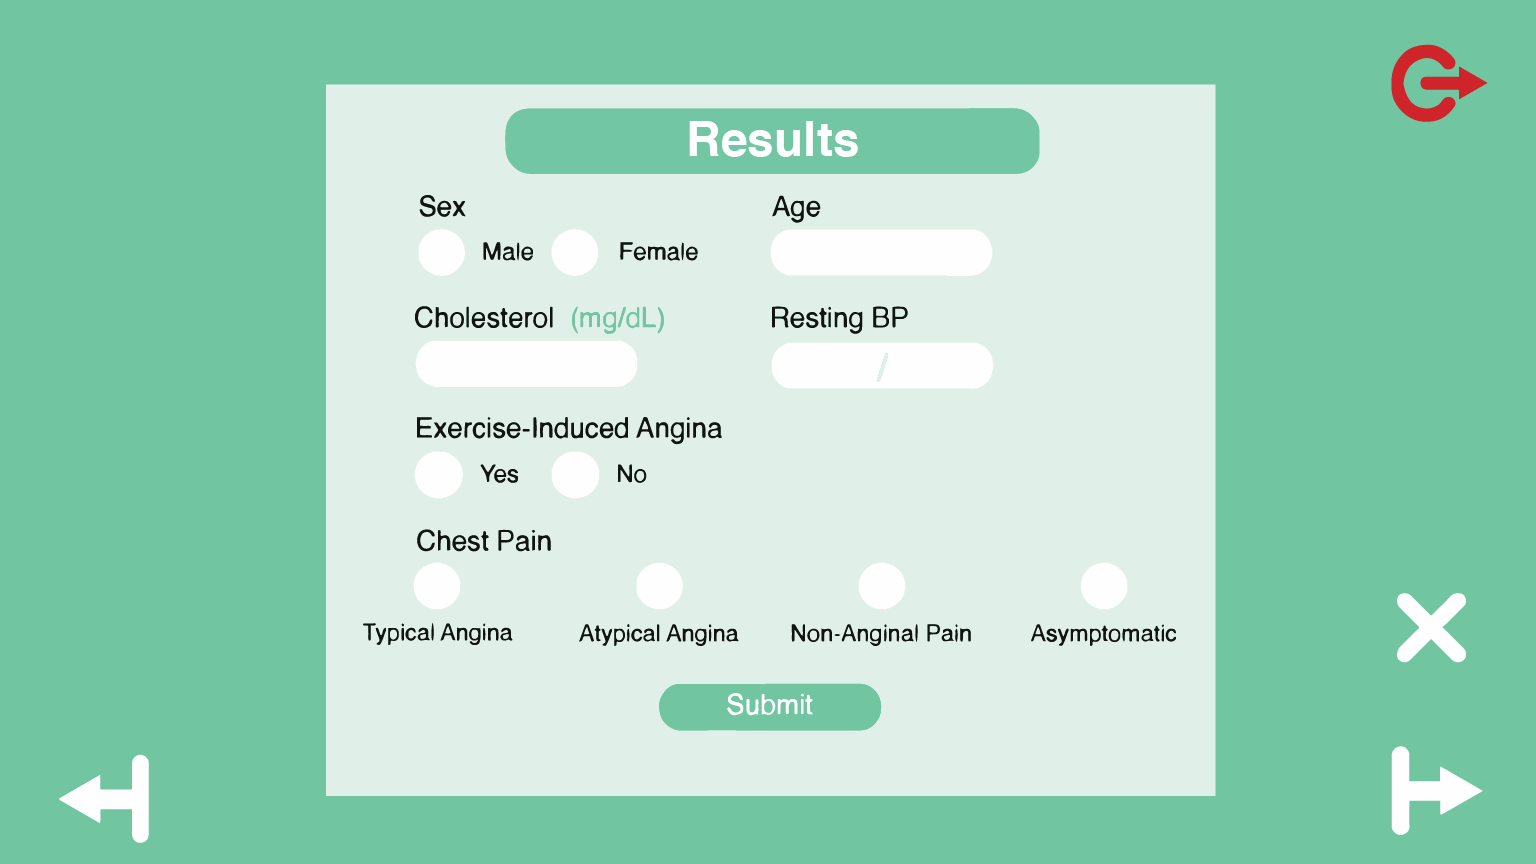 Results
Sex
Male Female
Age
Cholesterol (mg/dL)
Resting BP
/
Exercise-Induced Angina
Yes No
Chest Pain
Typical Angina Atypical Angina Non-Anginal Pain Asymptomatic
Submit